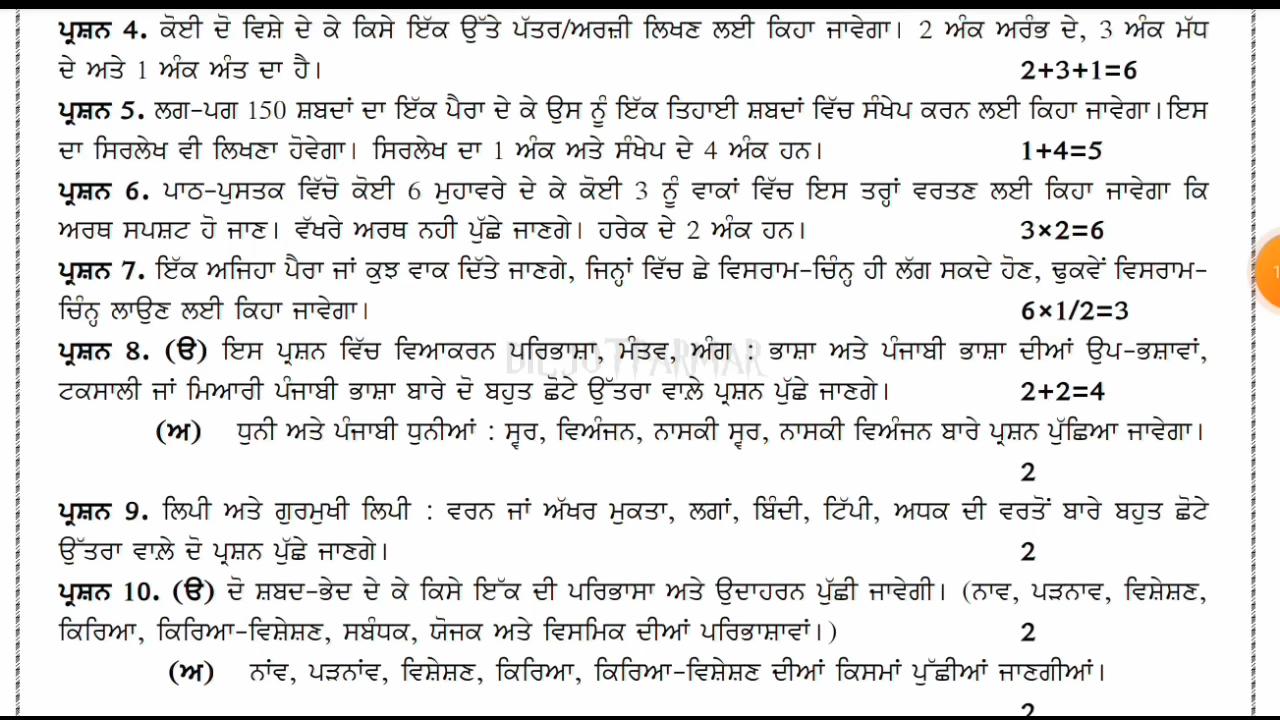 ਪ੍ਰਸ਼ਨ 4. ਕੋਈ ਦੋ ਵਿਸ਼ੇ ਦੇ ਕੇ ਕਿਸੇ ਇੱਕ ਉੱਤੇ ਪੱਤਰ/ਅਰਜ਼ੀ ਲਿਖਣ ਲਈ ਕਿਹਾ ਜਾਵੇਗਾ। 2 ਅੰਕ ਅਰੰਭ ਦੇ, 3 ਅੰਕ ਮੱਧ
ਦੇ ਅਤੇ 1 ਅੰਕ ਅੰਤ ਦਾ ਹੈ। 2+3+1=6
ਪ੍ਰਸ਼ਨ 5. ਲਗ-ਪਗ 150 ਸ਼ਬਦਾਂ ਦਾ ਇੱਕ ਪੈਰਾ ਦੇ ਕੇ ਉਸ ਨੂੰ ਇੱਕ ਤਿਹਾਈ ਸ਼ਬਦਾਂ ਵਿੱਚ ਸੰਖੇਪ ਕਰਨ ਲਈ ਕਿਹਾ ਜਾਵੇਗਾ। ਇਸ
ਦਾ ਸਿਰਲੇਖ ਵੀ ਲਿਖਣਾ ਹੋਵੇਗਾ। ਸਿਰਲੇਖ ਦਾ 1 ਅੰਕ ਅਤੇ ਸੰਖੇਪ ਦੇ 4 ਅੰਕ ਹਨ। 1+4=5
ਪ੍ਰਸ਼ਨ 6. ਪਾਠ-ਪੁਸਤਕ ਵਿੱਚੋ ਕੋਈ 6 ਮੁਹਾਵਰੇ ਦੇ ਕੇ ਕੋਈ 3 ਨੂੰ ਵਾਕਾਂ ਵਿੱਚ ਇਸ ਤਰ੍ਹਾਂ ਵਰਤਣ ਲਈ ਕਿਹਾ ਜਾਵੇਗਾ ਕਿ
ਅਰਥ ਸਪਸ਼ਟ ਹੋ ਜਾਣ। ਵੱਖਰੇ ਅਰਥ ਨਹੀ ਪੁੱਛੇ ਜਾਣਗੇ। ਹਰੇਕ ਦੇ 2 ਅੰਕ ਹਨ। 3×2=6
ਪ੍ਰਸ਼ਨ 7. ਇੱਕ ਅਜਿਹਾ ਪੈਰਾ ਜਾਂ ਕੁਝ ਵਾਕ ਦਿੱਤੇ ਜਾਣਗੇ, ਜਿਨ੍ਹਾਂ ਵਿੱਚ ਛੇ ਵਿਸਰਾਮ-ਚਿੰਨ੍ਹ ਹੀ ਲੱਗ ਸਕਦੇ ਹੋਣ, ਢੁਕਵੇਂ ਵਿਸਰਾਮ-
ਚਿੰਨ੍ਹ ਲਾਉਣ ਲਈ ਕਿਹਾ ਜਾਵੇਗਾ। 6×1/2=3
ਪ੍ਰਸ਼ਨ 8. (ੳ) ਇਸ ਪ੍ਰਸ਼ਨ ਵਿੱਚ ਵਿਆਕਰਨ ਪਰਿਭਾਸ਼ਾ, ਮੰਤਵ, ਅੰਗ : ਭਾਸ਼ਾ ਅਤੇ ਪੰਜਾਬੀ ਭਾਸ਼ਾ ਦੀਆਂ ਉਪ-ਭਸ਼ਾਵਾਂ,
ਟਕਸਾਲੀ ਜਾਂ ਮਿਆਰੀ ਪੰਜਾਬੀ ਭਾਸ਼ਾ ਬਾਰੇ ਦੋ ਬਹੁਤ ਛੋਟੇ ਉੱਤਰਾ ਵਾਲੇ ਪ੍ਰਸ਼ਨ ਪੁੱਛੇ ਜਾਣਗੇ। 2+2=4
(ਅ) ਧੁਨੀ ਅਤੇ ਪੰਜਾਬੀ ਧੁਨੀਆਂ : ਸ੍ਵਰ, ਵਿਅੰਜਨ, ਨਾਸਕੀ ਸ੍ਵਰ, ਨਾਸਕੀ ਵਿਅੰਜਨ ਬਾਰੇ ਪ੍ਰਸ਼ਨ ਪੁੱਛਿਆ ਜਾਵੇਗਾ।
2
ਪ੍ਰਸ਼ਨ 9. ਲਿਪੀ ਅਤੇ ਗੁਰਮੁਖੀ ਲਿਪੀ : ਵਰਨ ਜਾਂ ਅੱਖਰ ਮੁਕਤਾ, ਲਗਾਂ, ਬਿੰਦੀ, ਟਿੱਪੀ, ਅਧਕ ਦੀ ਵਰਤੋਂ ਬਾਰੇ ਬਹੁਤ ਛੋਟੇ
ਉੱਤਰਾ ਵਾਲੇ ਦੋ ਪ੍ਰਸ਼ਨ ਪੁੱਛੇ ਜਾਣਗੇ। 2
ਪ੍ਰਸ਼ਨ 10. (ੳ) ਦੋ ਸ਼ਬਦ-ਭੇਦ ਦੇ ਕੇ ਕਿਸੇ ਇੱਕ ਦੀ ਪਰਿਭਾਸਾ ਅਤੇ ਉਦਾਹਰਨ ਪੁੱਛੀ ਜਾਵੇਗੀ। (ਨਾਵ, ਪੜਨਾਵ, ਵਿਸ਼ੇਸ਼ਣ,
ਕਿਰਿਆ, ਕਿਰਿਆ-ਵਿਸ਼ੇਸ਼ਣ, ਸਬੰਧਕ, ਯੋਜਕ ਅਤੇ ਵਿਸਮਿਕ ਦੀਆਂ ਪਰਿਭਾਸ਼ਾਵਾਂ।) 2
(ਅ) ਨਾਂਵ, ਪੜਨਾਂਵ, ਵਿਸ਼ੇਸ਼ਣ, ਕਿਰਿਆ, ਕਿਰਿਆ-ਵਿਸ਼ੇਸ਼ਣ ਦੀਆਂ ਕਿਸਮਾਂ ਪੁੱਛੀਆਂ ਜਾਣਗੀਆਂ।
2